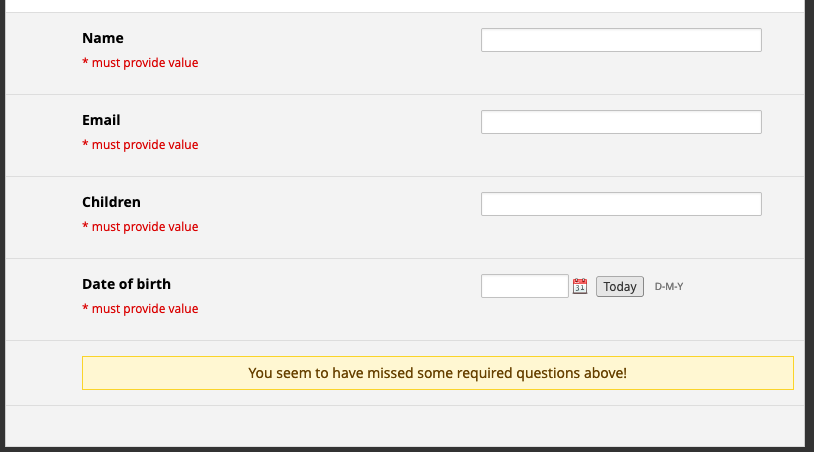 Name
* must provide value
Email
* must provide value
Children
* must provide value
Date of birth
31 Today D-M-Y
* must provide value
You seem to have missed some required questions above!